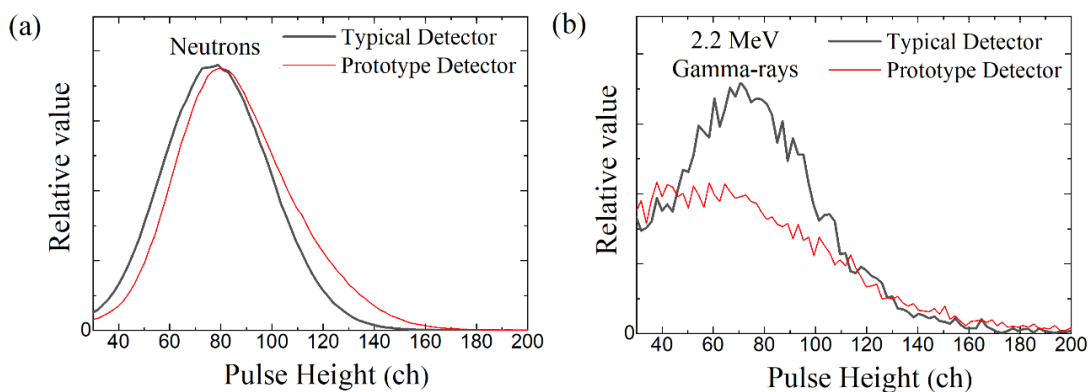 (a)
Neutrons
Typical Detector
Prototype Detector
Relative value
0
40 60 80 100 120 140 160 180 200
Pulse Height (ch)
(b)
2.2 MeV
Gamma-rays
Typical Detector
Prototype Detector
Relative value
0
40 60 80 100 120 140 160 180 200
Pulse Height (ch)